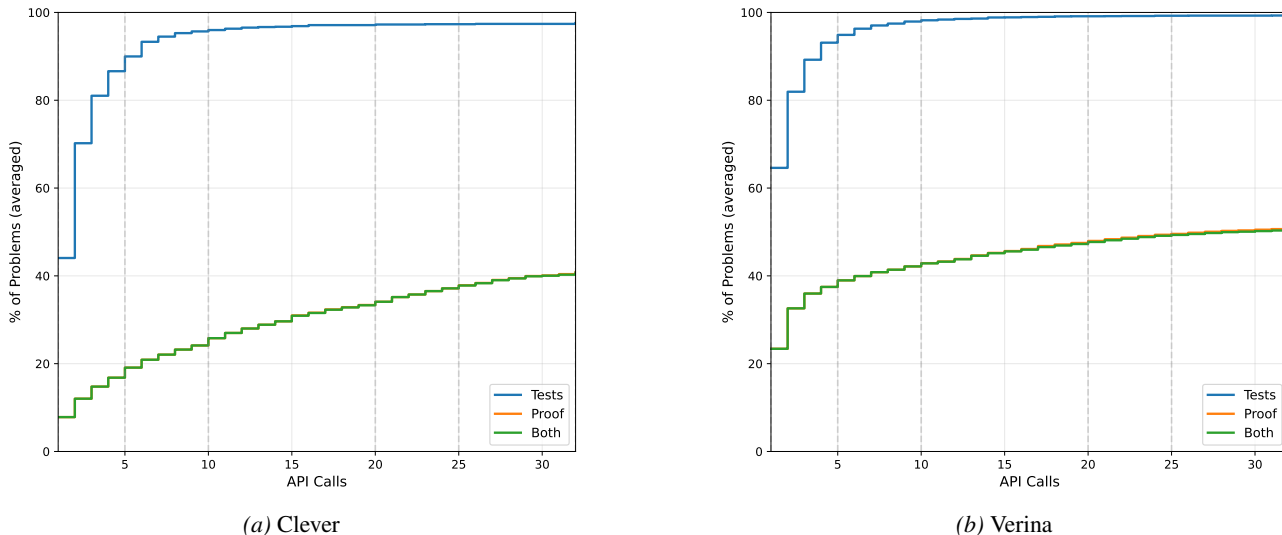 100
80
60
40
20
0
% of Problems (averaged)
5 10 15 20 25 30
API Calls
Tests
Proof
Both
(a) Clever
100
80
60
40
20
0
% of Problems (averaged)
5 10 15 20 25 30
API Calls
Tests
Proof
Both
(b) Verina